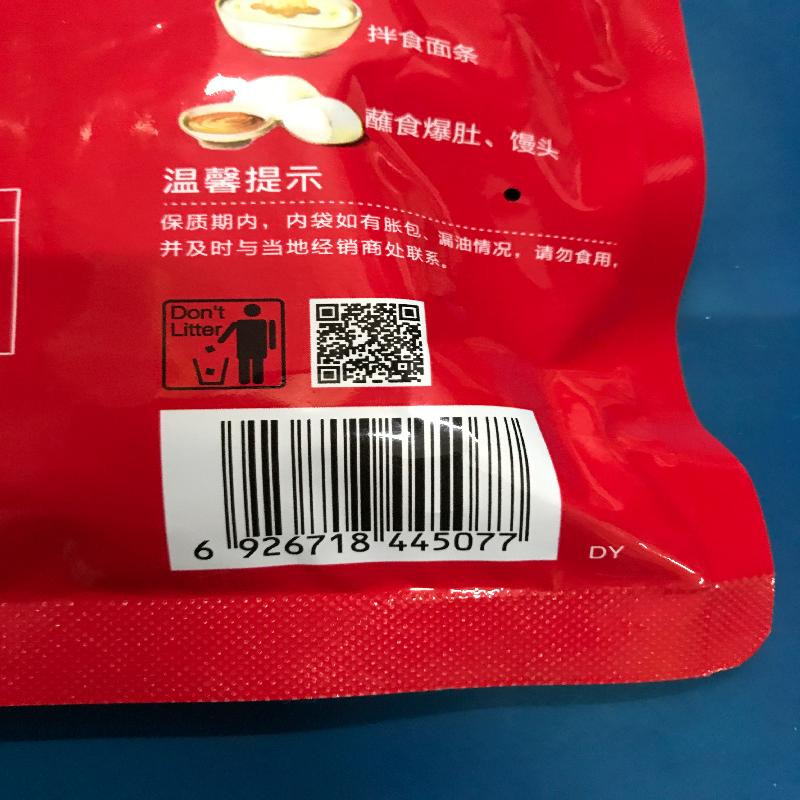 拌食面条
蘸食爆肚、馒头
温馨提示
保质期内，内袋如有胀包、漏油情况，请勿食用，
并及时与当地经销商处联系。
Don't
Litter
6 926718 445077
DY